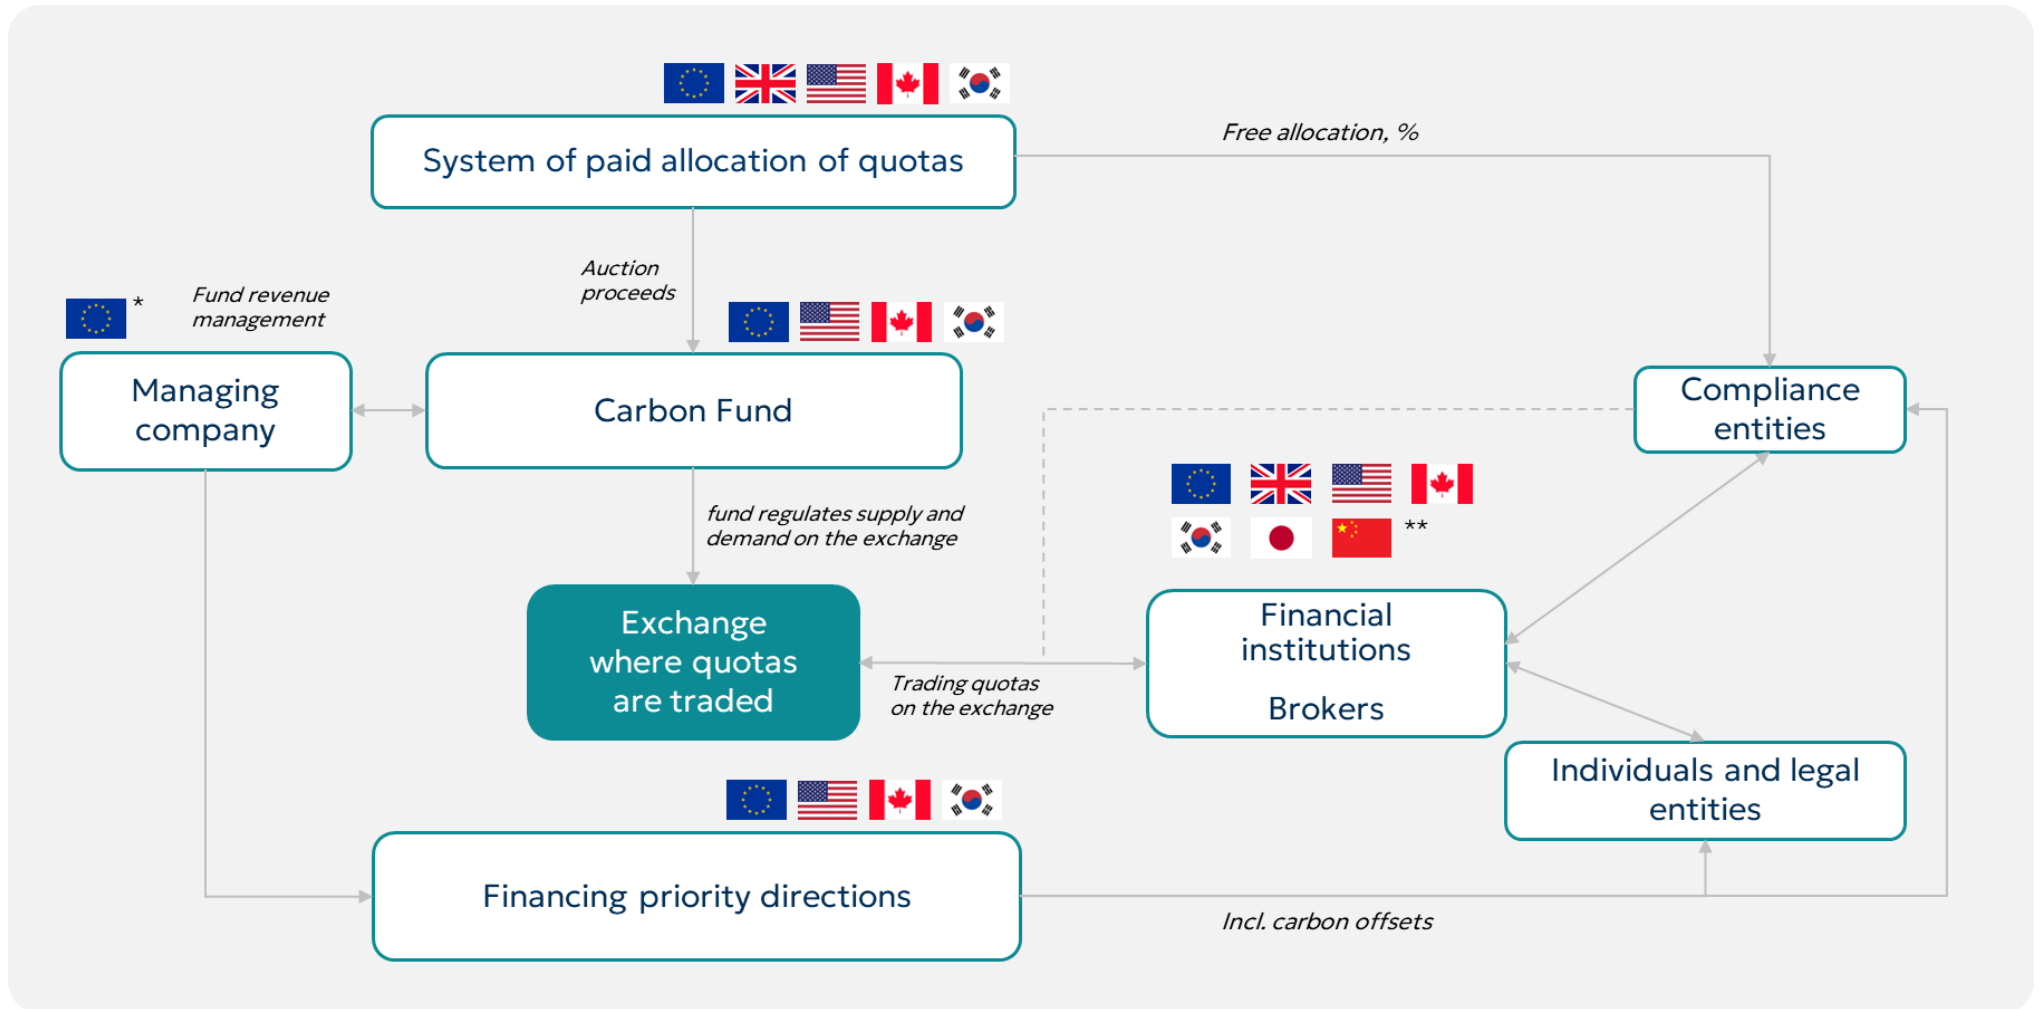 System of paid allocation of quotas
Free allocation, %
Auction
proceeds
*
Fund revenue
management
Managing
company
Carbon Fund
Compliance
entities
fund regulates supply and
demand on the exchange
**
Exchange
where quotas
are traded
Trading quotas
on the exchange
Financial
institutions
Brokers
Individuals and legal
entities
Financing priority directions
Incl. carbon offsets